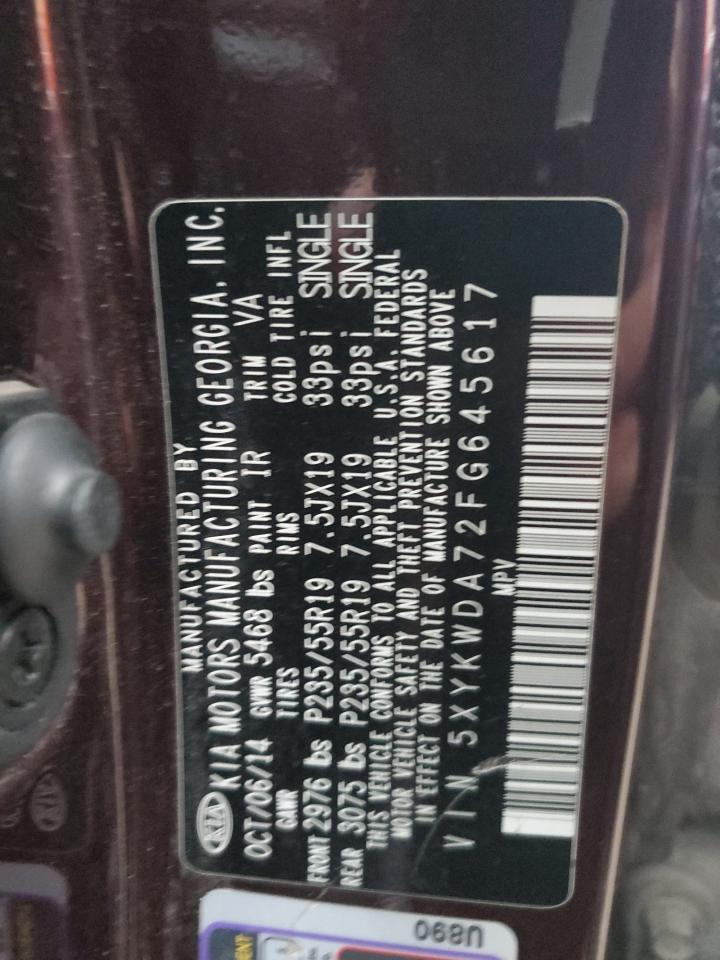 MANUFACTURED BY
KIA KIA MOTORS MANUFACTURING GEORGIA, INC.
OCT/06/14 GVWR 5468 lbs PAINT IR TRIM VA
GAWR TIRES RIMS COLD TIRE INFL
FRONT 2976 lbs P235/55R19 7.5JX19 33psi SINGLE
REAR 3075 lbs P235/55R19 7.5JX19 33psi SINGLE
THIS VEHICLE CONFORMS TO ALL APPLICABLE U.S.A. FEDERAL
MOTOR VEHICLE SAFETY AND THEFT PREVENTION STANDARDS
IN EFFECT ON THE DATE OF MANUFACTURE SHOWN ABOVE
VIN 5XYKWDA72FG645617
MPV
U890